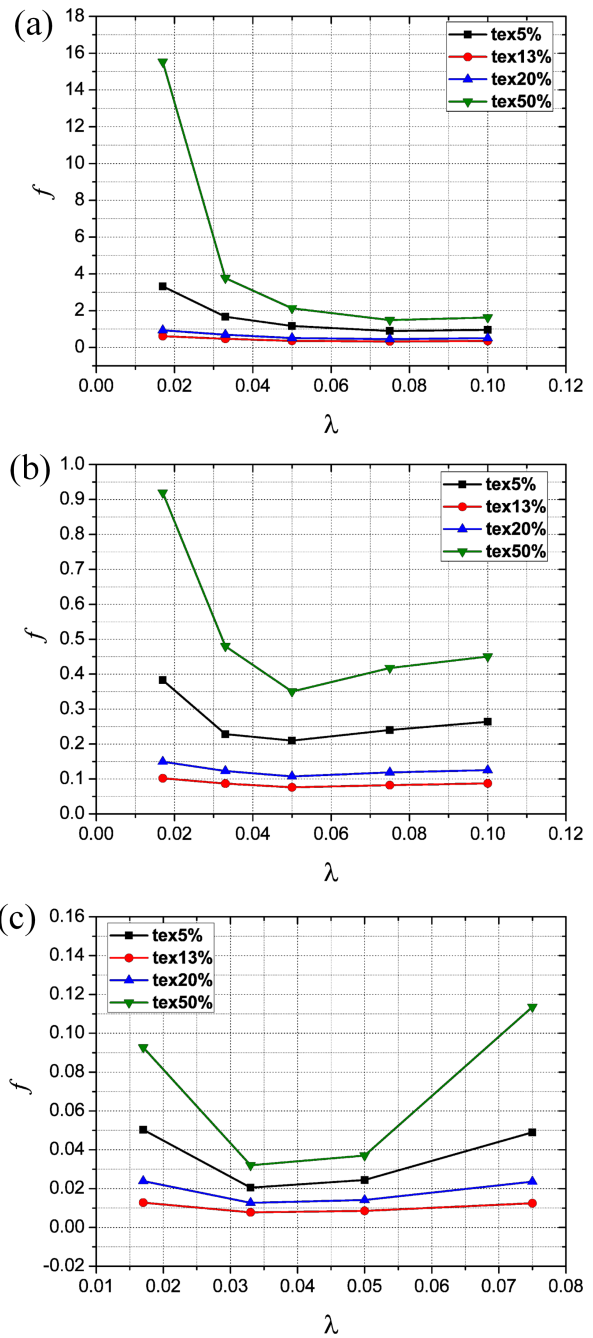 (a)
18
16
14
12
10
8
6
4
2
0
f
tex5%
tex13%
tex20%
tex50%
0.00 0.02 0.04 0.06 0.08 0.10 0.12
λ
(b)
1.0
0.9
0.8
0.7
0.6
0.5
0.4
0.3
0.2
0.1
0.0
f
tex5%
tex13%
tex20%
tex50%
0.00 0.02 0.04 0.06 0.08 0.10 0.12
λ
(c)
0.16
0.14
0.12
0.10
0.08
0.06
0.04
0.02
0.00
-0.02
f
tex5%
tex13%
tex20%
tex50%
0.01 0.02 0.03 0.04 0.05 0.06 0.07 0.08
λ